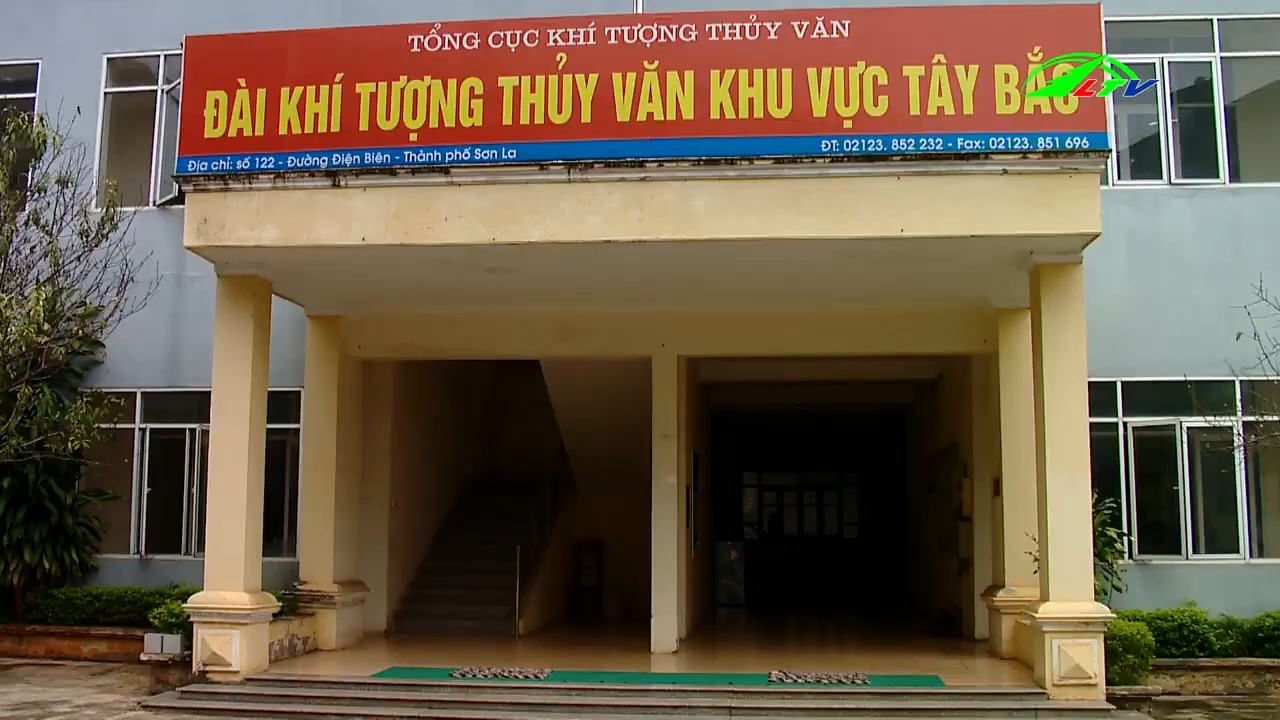 TỔNG CỤC KHÍ TƯỢNG THỦY VĂN
ĐÀI KHÍ TƯỢNG THỦY VĂN KHU VỰC TÂY BẮC
Địa chỉ: số 122 - Đường Điện Biên - Thành phố Sơn La
ĐT: 02123. 852 232 - Fax: 02123. 851 696
LTV